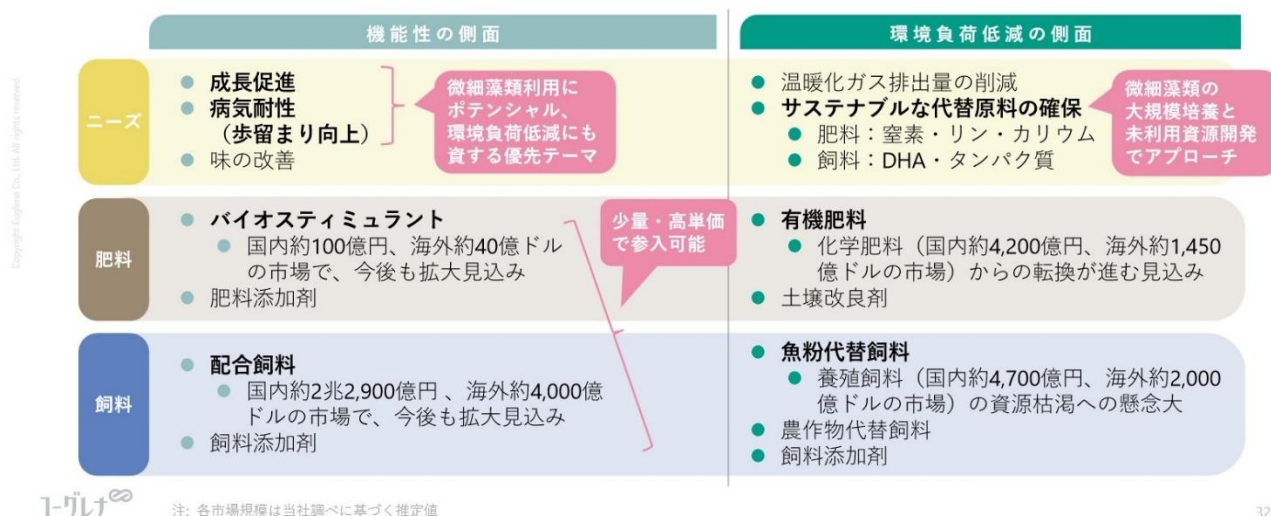 機能性の側面
環境負荷低減の側面
ニーズ
成長促進
病気耐性
（歩留まり向上）
味の改善
微細藻類利用に
ポテンシャル、
環境負荷低減にも
資する優先テーマ
温暖化ガス排出量の削減
サステナブルな代替原料の確保
肥料：窒素・リン・カリウム
飼料：DHA・タンパク質
微細藻類の
大規模培養と
未利用資源開発
でアプローチ
肥料
バイオスティミュラント
国内約100億円、海外約40億ドル
の市場で、今後も拡大見込み
肥料添加剤
少量・高単価
で参入可能
有機肥料
化学肥料（国内約4,200億円、海外約1,450
億ドルの市場）からの転換が進む見込み
土壌改良剤
飼料
配合飼料
国内約2兆2,900億円 、海外約4,000億
ドルの市場で、今後も拡大見込み
飼料添加剤
魚粉代替飼料
養殖飼料（国内約4,700億円、海外約2,000
億ドルの市場）の資源枯渇への懸念大
農作物代替飼料
飼料添加剤
Copyright Euglena Co., Ltd. All rights reserved.
ユーグレナ
注: 各市場規模は当社調べに基づく推定値
32